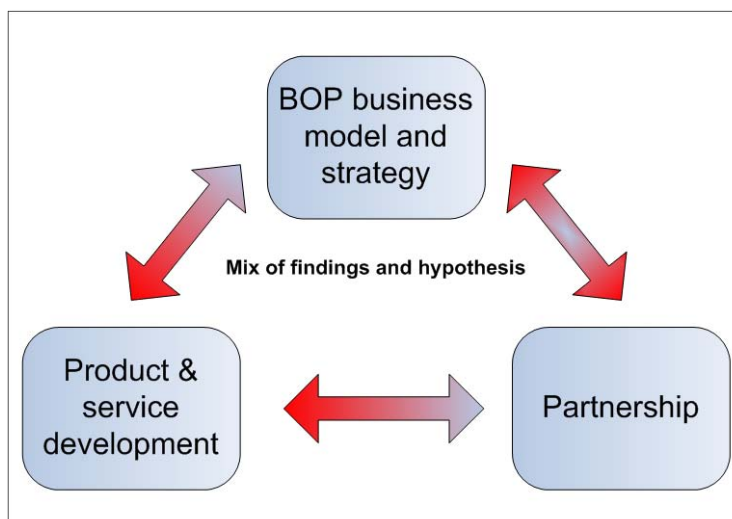 BOP business
model and
strategy
Mix of findings and hypothesis
Product &
service
development
Partnership